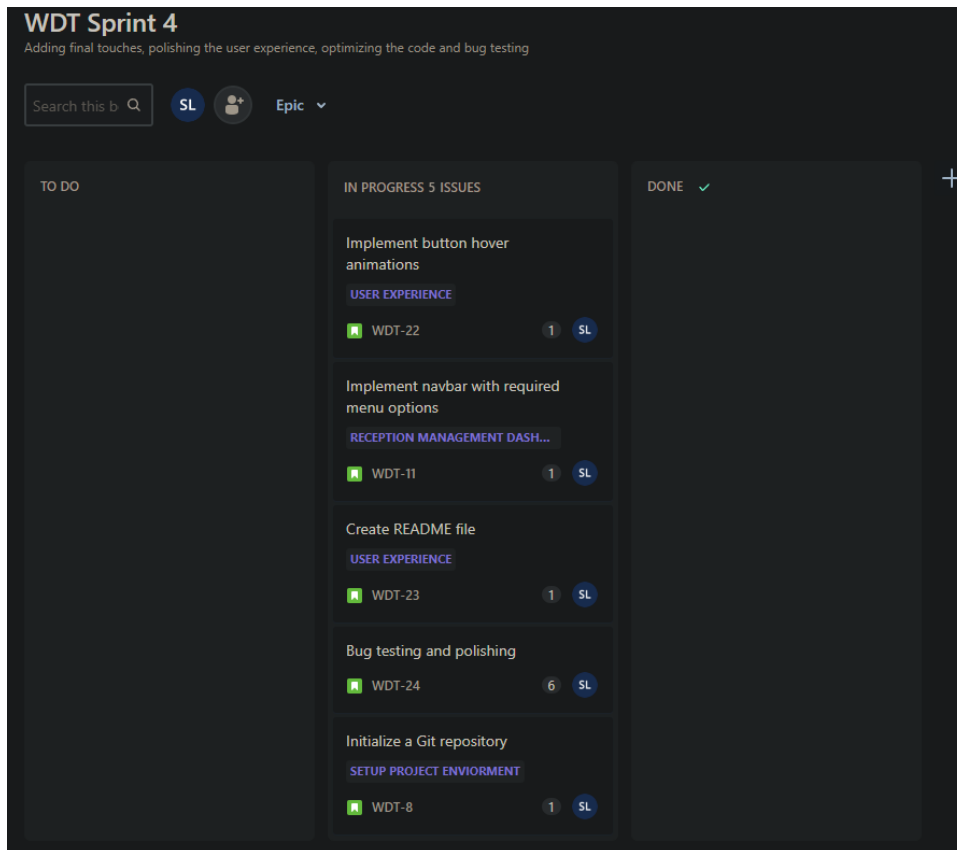 WDT Sprint 4
Adding final touches, polishing the user experience, optimizing the code and bug testing
Search this b
SL
Epic
TO DO
IN PROGRESS 5 ISSUES
DONE
Implement button hover
animations
USER EXPERIENCE
WDT-22 1 SL
Implement navbar with required
menu options
RECEPTION MANAGEMENT DASH...
WDT-11 1 SL
Create README file
USER EXPERIENCE
WDT-23 1 SL
Bug testing and polishing
WDT-24 6 SL
Initialize a Git repository
SETUP PROJECT ENVIORMENT
WDT-8 1 SL